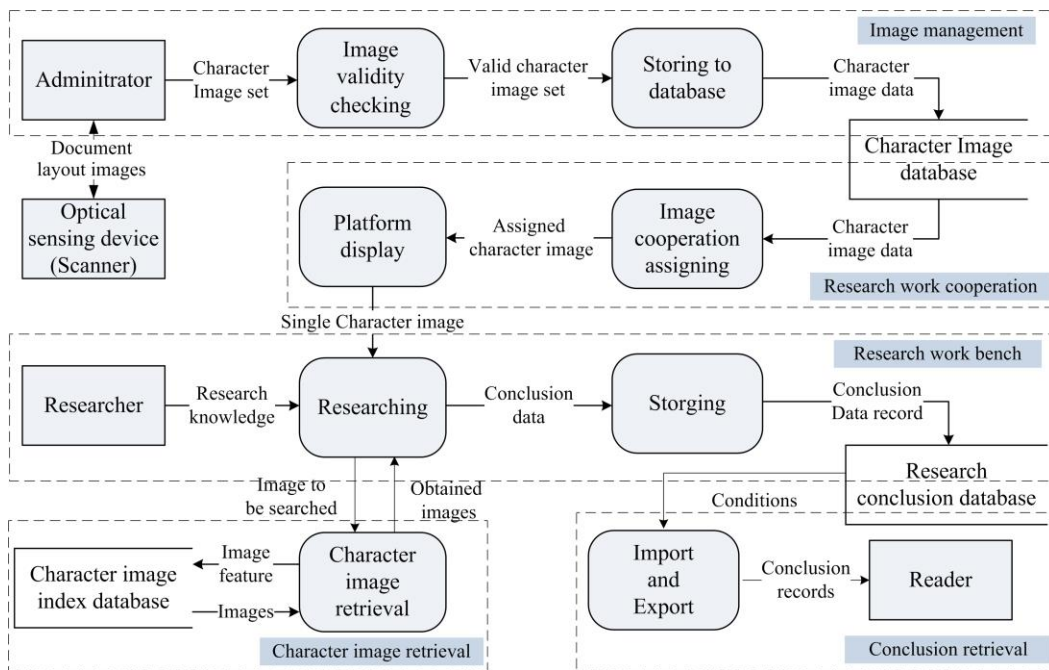 Image management
Adminitrator
Character
Image set
Image
validity
checking
Valid character
image set
Storing to
database
Character
image data
Document
layout images
Character Image
database
Optical
sensing device
(Scanner)
Platform
display
Assigned
character image
Image
cooperation
assigning
Character
image data
Research work cooperation
Single Character image
Research work bench
Researcher
Research
knowledge
Researching
Conclusion
data
Storging
Conclusion
Data record
Image to
be searched
Obtained
images
Conditions
Research
conclusion database
Character image
index database
Image
feature
Images
Character
image
retrieval
Import
and
Export
Conclusion
records
Reader
Character image retrieval
Conclusion retrieval